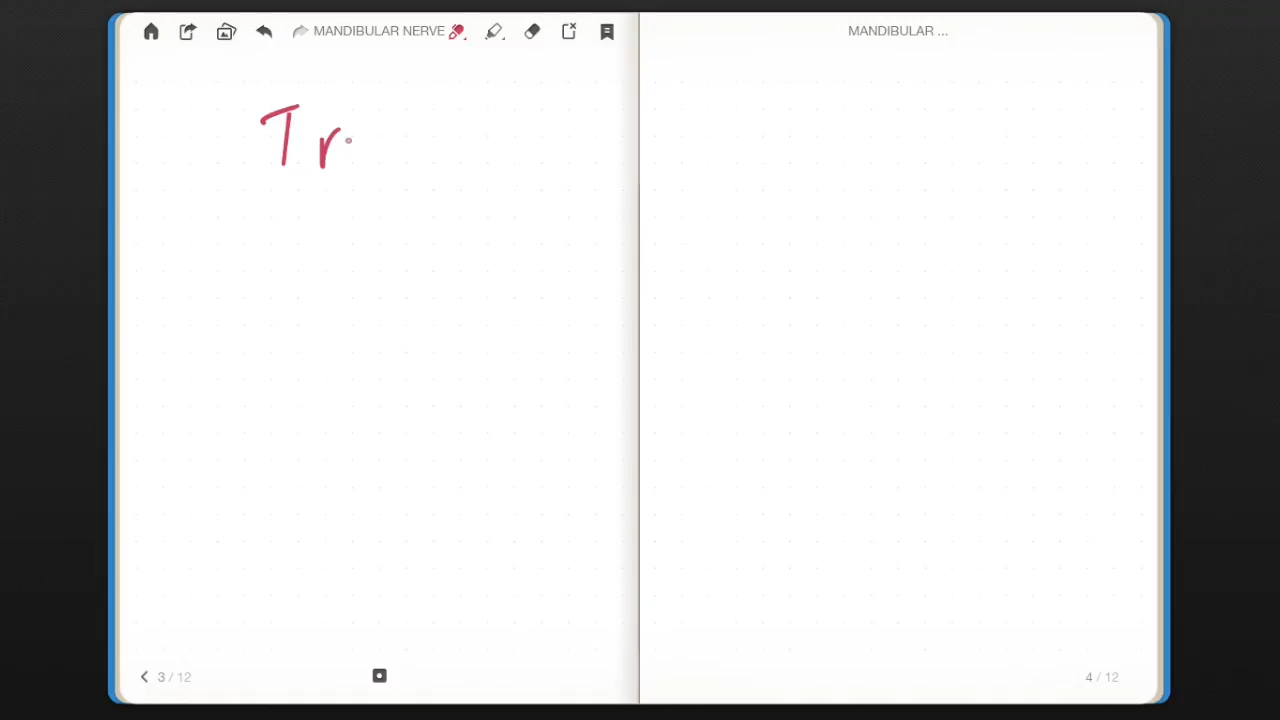 MANDIBULAR NERVE
MANDIBULAR ...
Tr
3 / 12
4 / 12